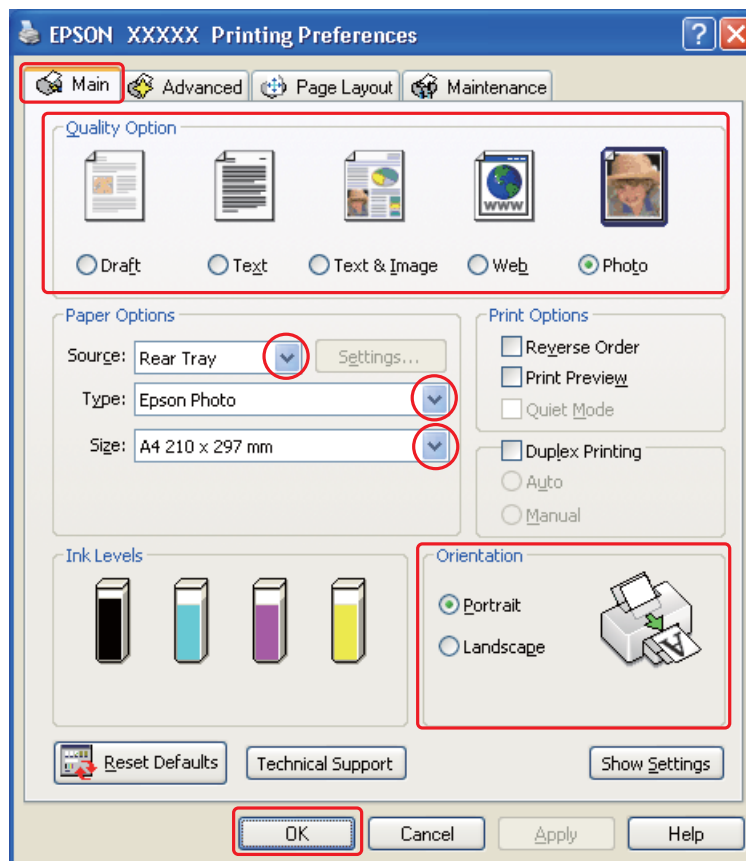 EPSON XXXXX Printing Preferences
?
Main
Advanced
Page Layout
Maintenance
Quality Option
WWW
Draft
Text
Text & Image
Web
Photo
Paper Options
Source: Rear Tray
Settings...
Type: Epson Photo
Size: A4 210 x 297 mm
Print Options
Reverse Order
Print Preview
Quiet Mode
Duplex Printing
Auto
Manual
Ink Levels
Orientation
Portrait
Landscape
A
Reset Defaults
Technical Support
Show Settings
OK
Cancel
Apply
Help